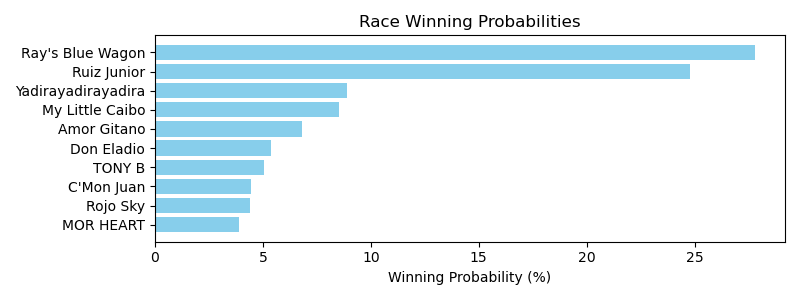 Race Winning Probabilities
Ray's Blue Wagon
Ruiz Junior
Yadirayadirayadira
My Little Caibo
Amor Gitano
Don Eladio
TONY B
C'Mon Juan
Rojo Sky
MOR HEART
0 5 10 15 20 25
Winning Probability (%)